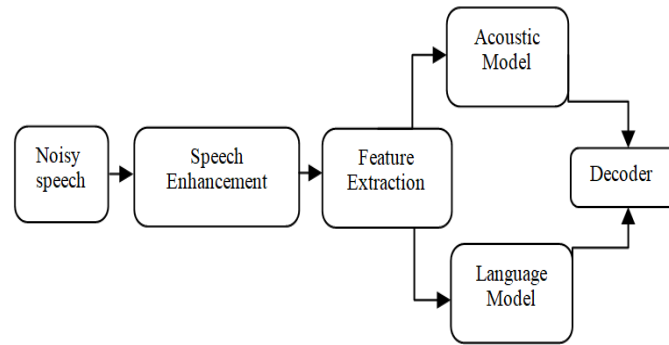 Acoustic
Model
Noisy
speech
Speech
Enhancement
Feature
Extraction
Decoder
Language
Model